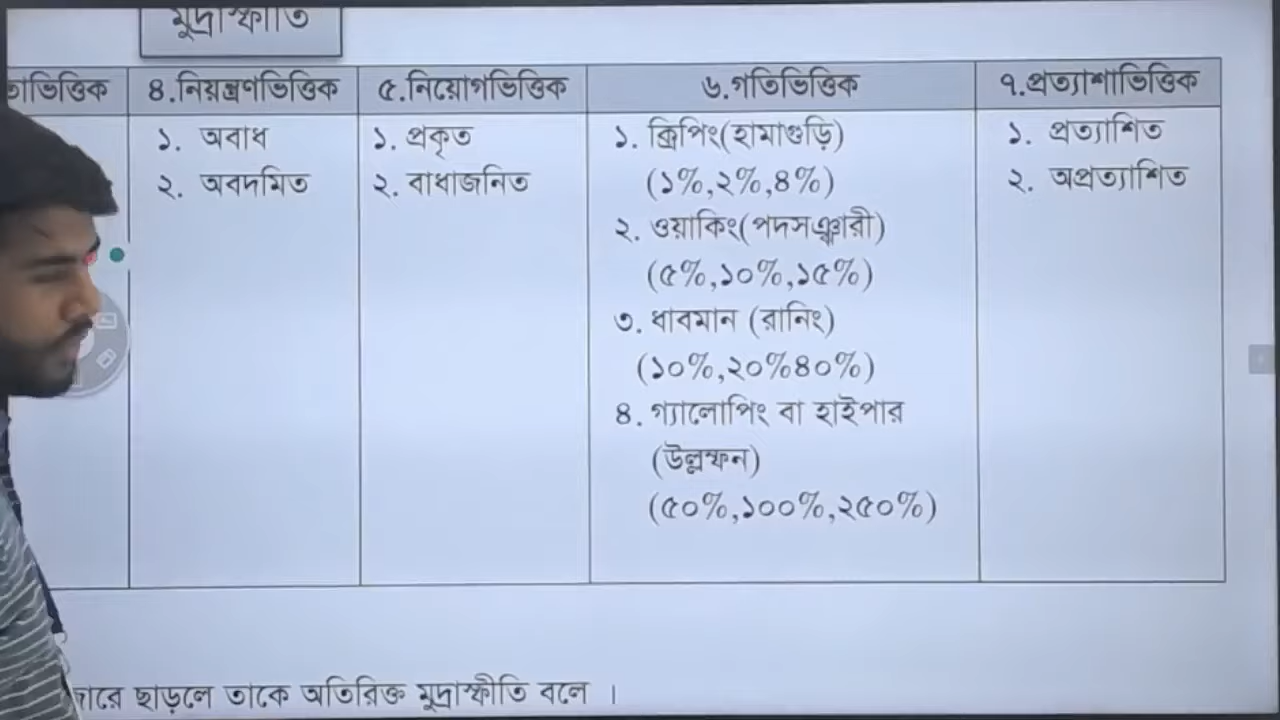 মুদ্রাস্ফীতি
৪.নিয়ন্ত্রণভিত্তিক
৫.নিয়োগভিত্তিক
৬.গতিভিত্তিক
৭.প্রত্যাশাভিত্তিক
১. অবাধ
২. অবদমিত
১. প্রকৃত
২. বাধাজনিত
১. ক্রিপিং(হামাগুড়ি)
(১%,২%,৪%)
২. ওয়াকিং(পদসঞ্চারী)
(৫%,১০%,১৫%)
৩. ধাবমান (রানিং)
(১০%,২০%৪০%)
৪. গ্যালোপিং বা হাইপার
(উল্লম্ফন)
(৫০%,১০০%,২৫০%)
১. প্রত্যাশিত
২. অপ্রত্যাশিত
ছাড়লে তাকে অতিরিক্ত মুদ্রাস্ফীতি বলে ।